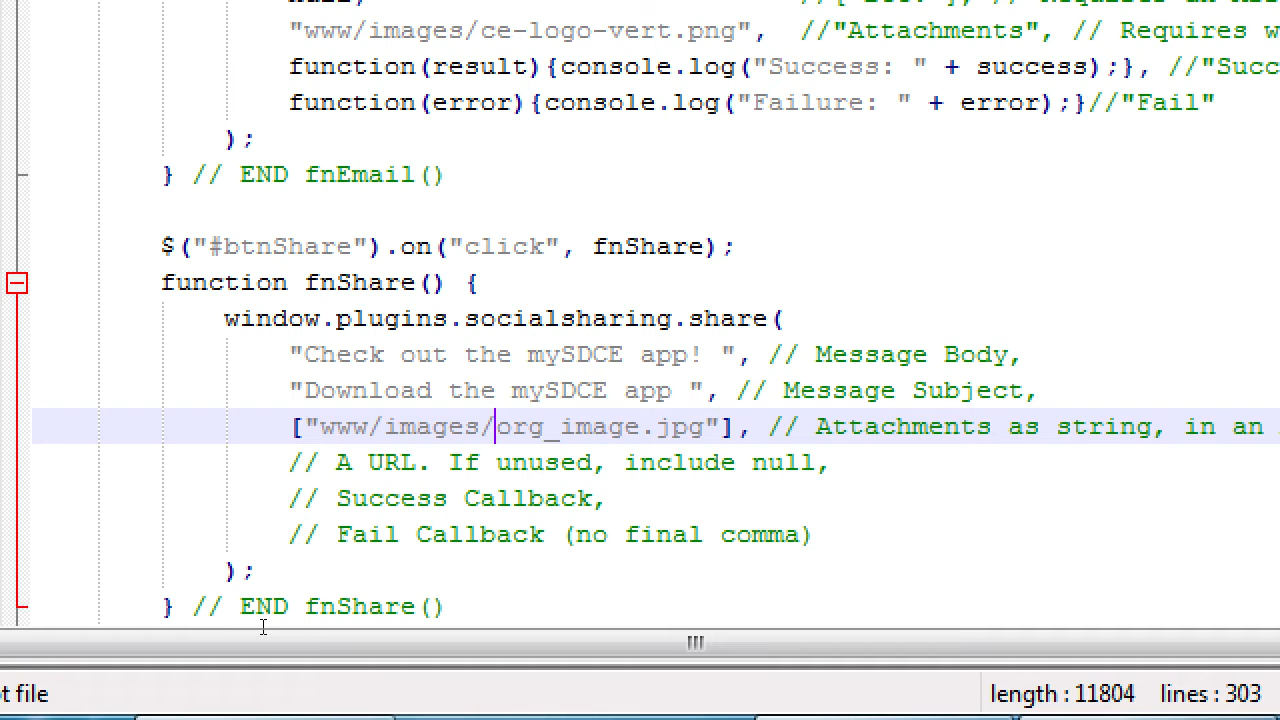 //
"www/images/ce-logo-vert.png",  //"Attachments", // Requires
function(result){console.log("Success: " + success);}, //"Succ
function(error){console.log("Failure: " + error);}//"Fail"
);
} // END fnEmail()
$("#btnShare").on("click", fnShare);
function fnShare() {
window.plugins.socialsharing.share(
"Check out the mySDCE app! ", // Message Body,
"Download the mySDCE app ", // Message Subject,
["www/images/org_image.jpg"], // Attachments as string, in an
// A URL. If unused, include null,
// Success Callback,
// Fail Callback (no final comma)
);
} // END fnShare()
t file
length : 11804    lines : 303